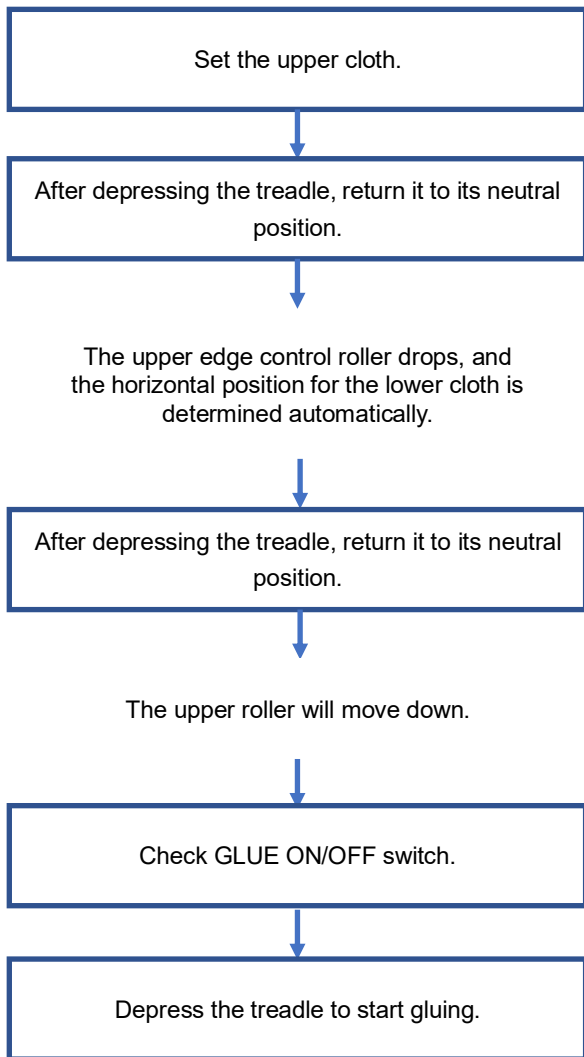 Set the upper cloth.
After depressing the treadle, return it to its neutral
position.
The upper edge control roller drops, and
the horizontal position for the lower cloth is
determined automatically.
After depressing the treadle, return it to its neutral
position.
The upper roller will move down.
Check GLUE ON/OFF switch.
Depress the treadle to start gluing.